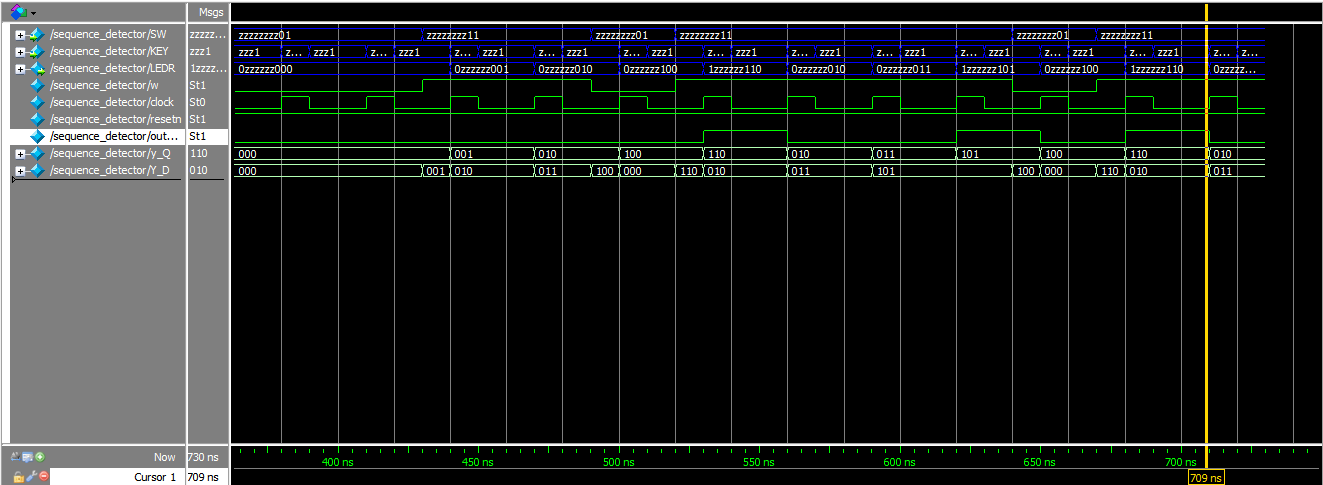 Msgs
/sequence_detector/SW zzzzz... zzzzzzzz01 zzzzzzzz11 zzzzzzzz01 zzzzzzzz11 zzzzzzzz01 zzzzzzzz11
/sequence_detector/KEY zzz1 zzz1 z... zzz1 z... zzz1 z... zzz1 z... zzz1 z... zzz1 z... zzz1 z... zzz1 z... zzz1 z... zzz1 z... zzz1 z... zzz1 z... z...
/sequence_detector/LEDR 1zzzz... 0zzzzzz000 0zzzzzz001 0zzzzzz010 0zzzzzz100 1zzzzzz110 0zzzzzz010 0zzzzzz011 1zzzzzz101 0zzzzzz100 1zzzzzz110 0zzzzz...
/sequence_detector/w St1
/sequence_detector/clock St0
/sequence_detector/resetn St1
/sequence_detector/out... St1
/sequence_detector/y_Q 110 000 001 010 100 110 010 011 101 100 110 010
/sequence_detector/Y_D 010 000 001 010 011 100 000 110 010 011 101 100 000 110 010 011
Now 730 ns 400 ns 450 ns 500 ns 550 ns 600 ns 650 ns 700 ns
Cursor 1 709 ns 709 ns